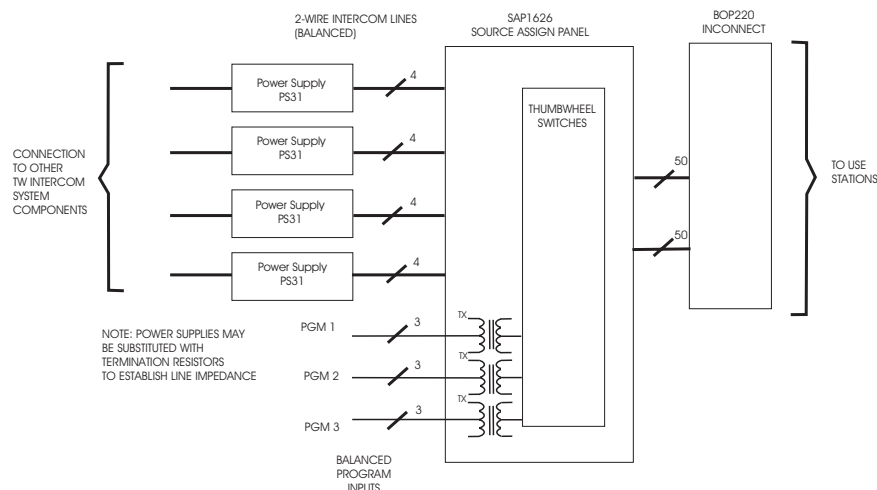 2-WIRE INTERCOM LINES
(BALANCED)
SAP1626
SOURCE ASSIGN PANEL
BOP220
INCONNECT
Power Supply
PS31
4
Power Supply
PS31
4
Power Supply
PS31
4
Power Supply
PS31
4
THUMBWHEEL
SWITCHES
CONNECTION
TO OTHER
TW INTERCOM
SYSTEM
COMPONENTS
50
50
TO USE
STATIONS
NOTE: POWER SUPPLIES MAY
BE SUBSTITUTED WITH
TERMINATION RESISTORS
TO ESTABLISH LINE IMPEDANCE
PGM 1
3
TX
PGM 2
3
TX
PGM 3
3
TX
BALANCED
PROGRAM
INPUTS